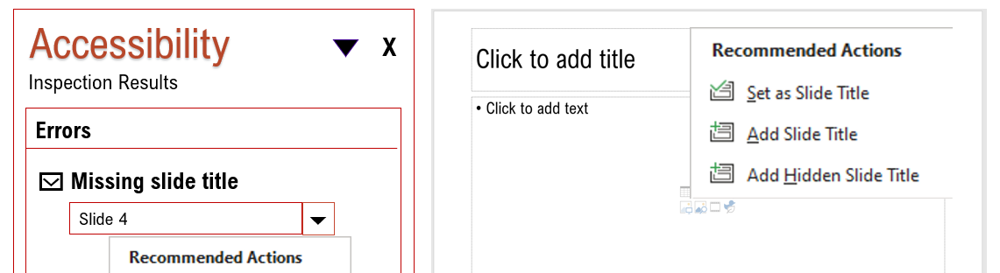 Accessibility
X
Inspection Results
Errors
Missing slide title
Slide 4
Recommended Actions
Click to add title
• Click to add text
Recommended Actions
Set as Slide Title
Add Slide Title
Add Hidden Slide Title